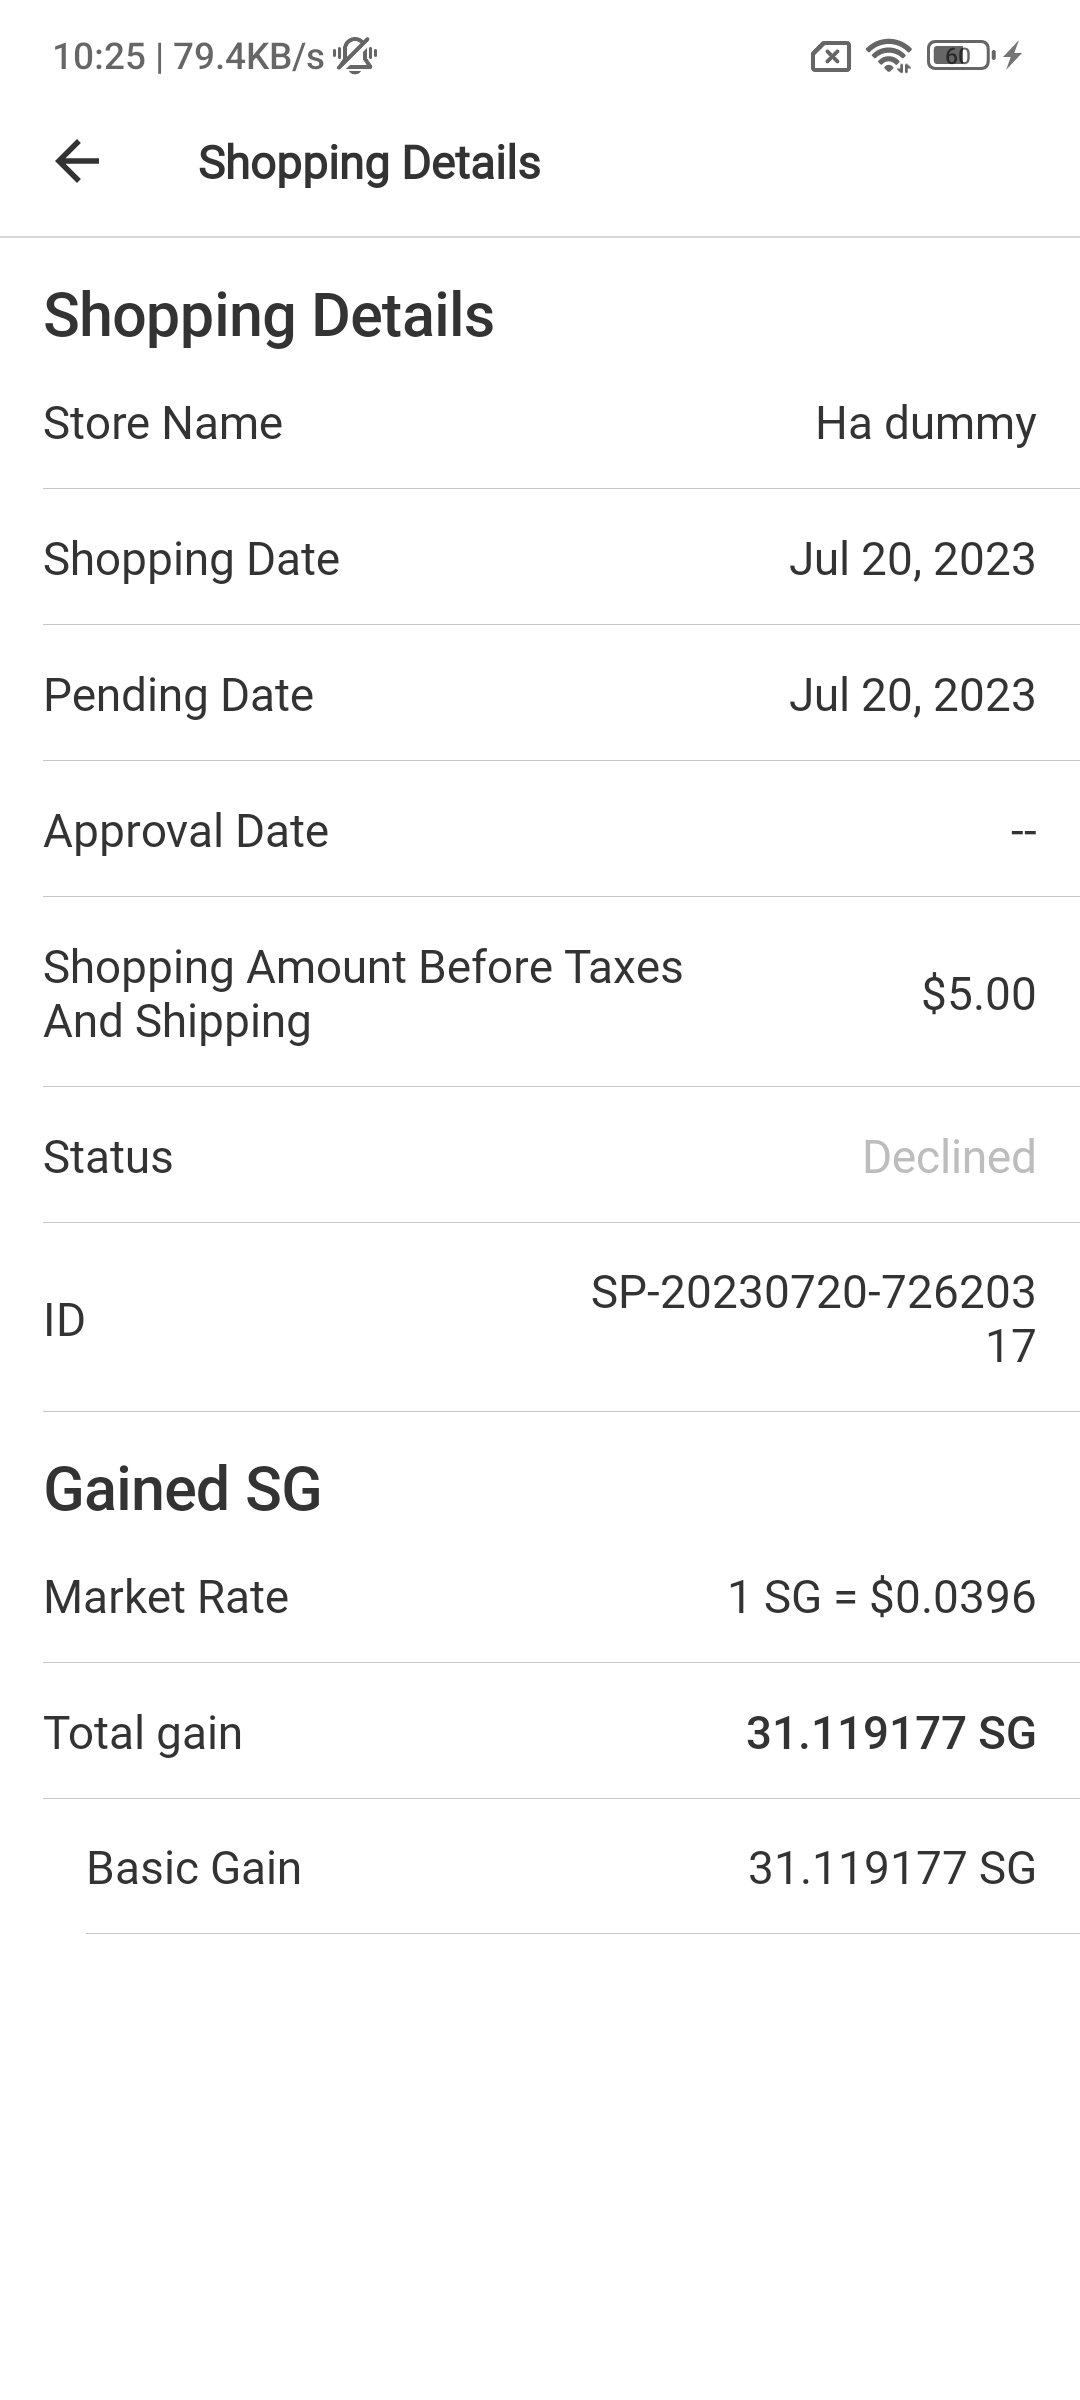 10:25 | 79.4KB/s
60
Shopping Details
Shopping Details
Store Name Ha dummy
Shopping Date Jul 20, 2023
Pending Date Jul 20, 2023
Approval Date --
Shopping Amount Before Taxes
And Shipping
$5.00
Status Declined
ID
SP-20230720-726203
17
Gained SG
Market Rate 1 SG = $0.0396
Total gain 31.119177 SG
Basic Gain 31.119177 SG